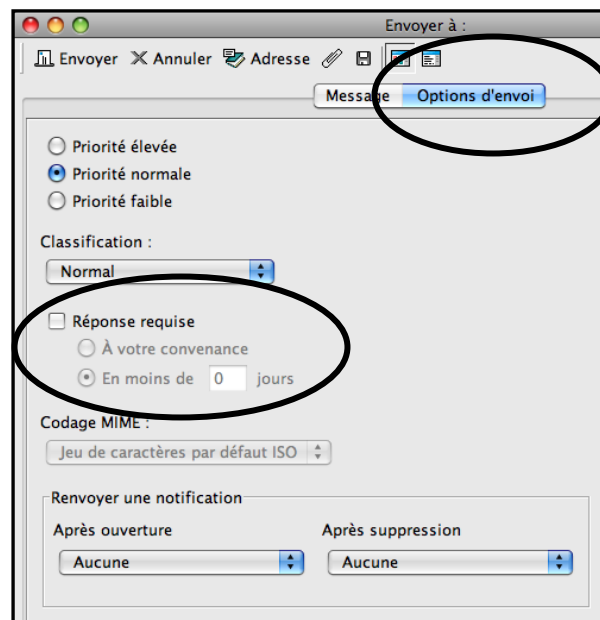 Envoyer à :
Envoyer Annuler Adresse
Message Options d'envoi
Priorité élevée
Priorité normale
Priorité faible
Classification :
Normal
Réponse requise
À votre convenance
En moins de 0 jours
Codage MIME :
Jeu de caractères par défaut ISO
Renvoyer une notification
Après ouverture Après suppression
Aucune Aucune